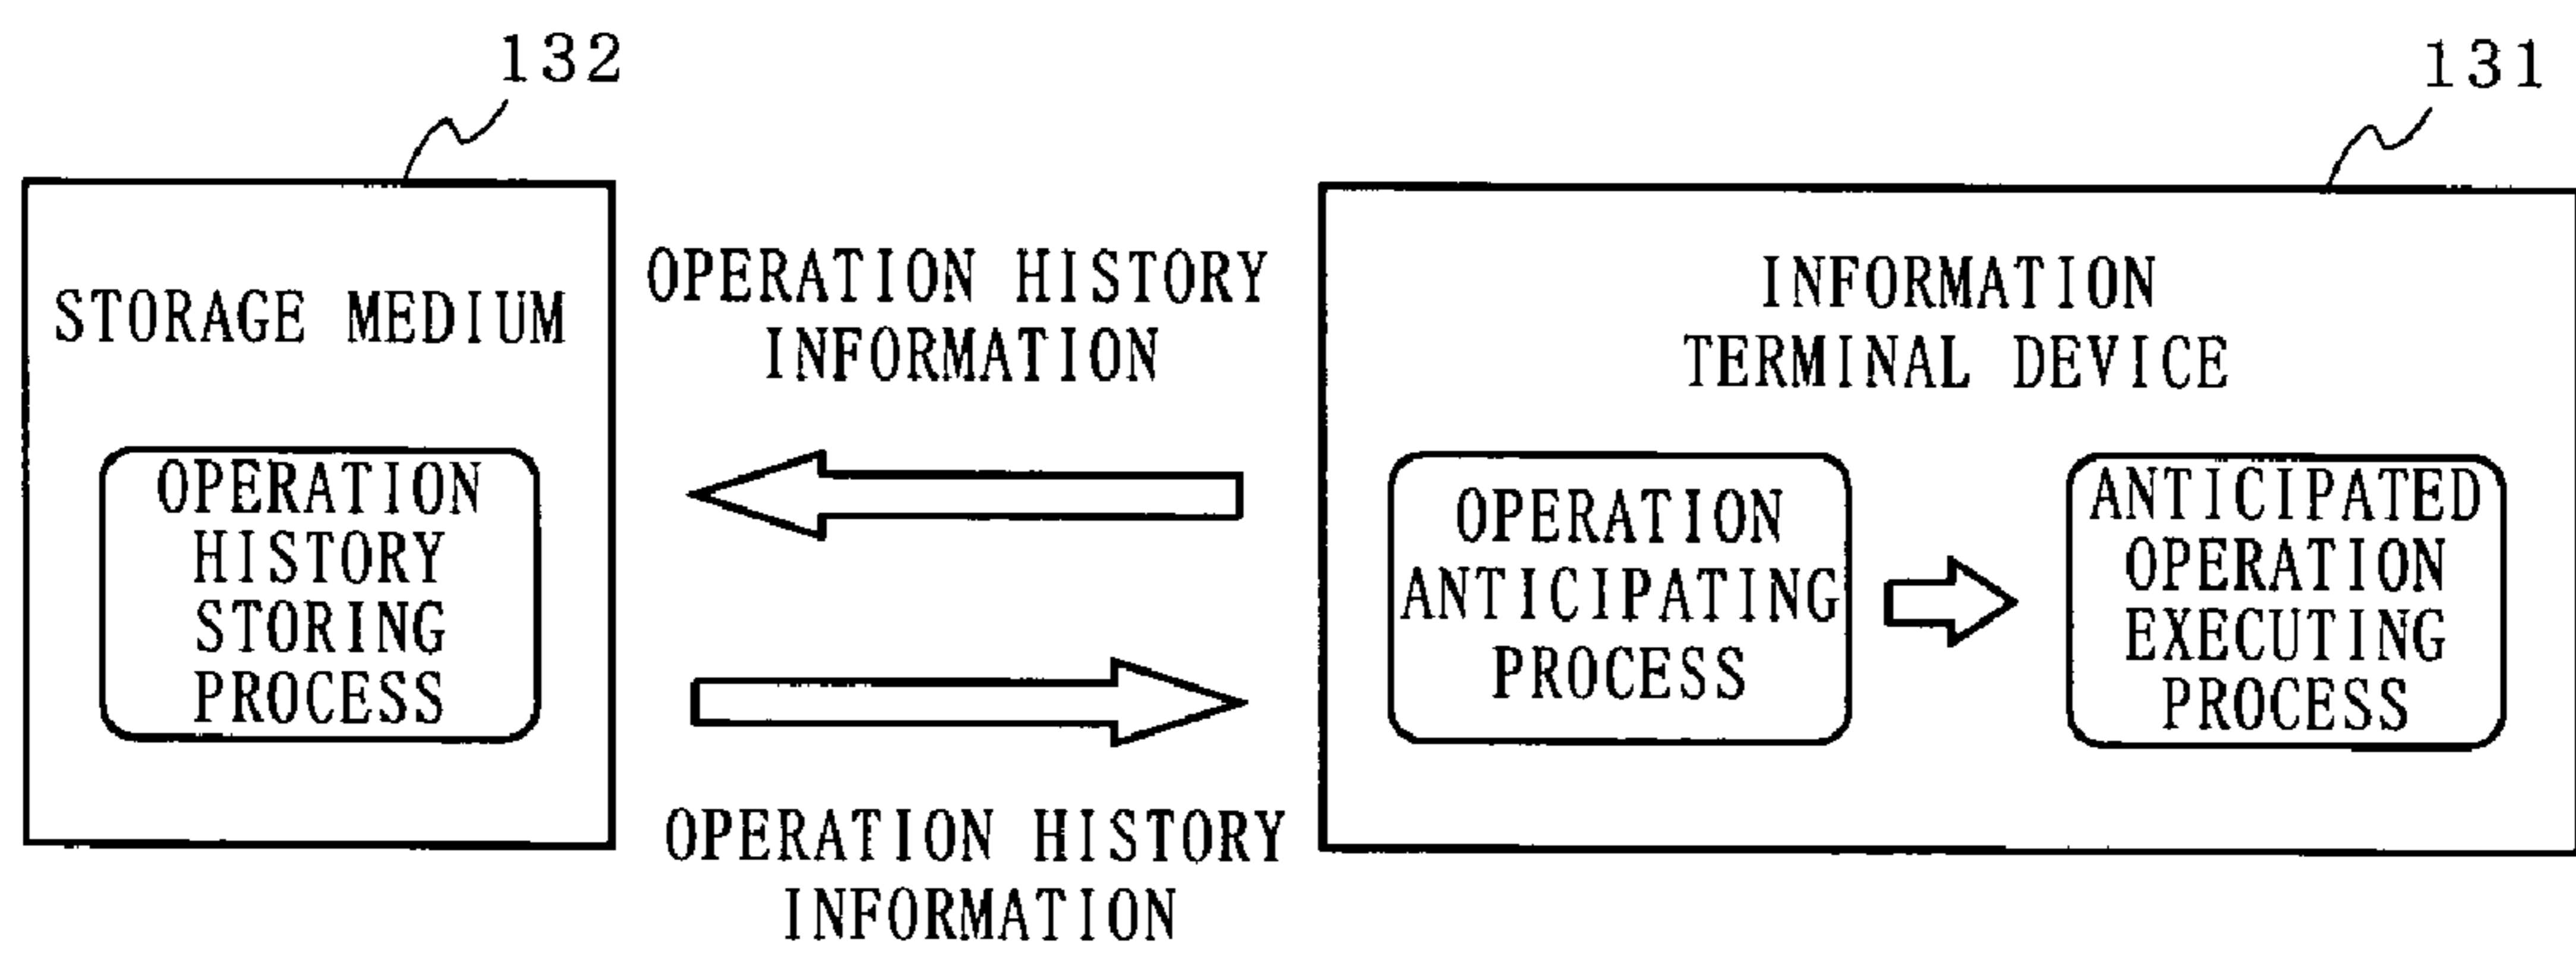 132
131
STORAGE MEDIUM
OPERATION
HISTORY
STORING
PROCESS
OPERATION HISTORY
INFORMATION
OPERATION HISTORY
INFORMATION
INFORMATION
TERMINAL DEVICE
OPERATION
ANTICIPATING
PROCESS
ANTICIPATED
OPERATION
EXECUTING
PROCESS